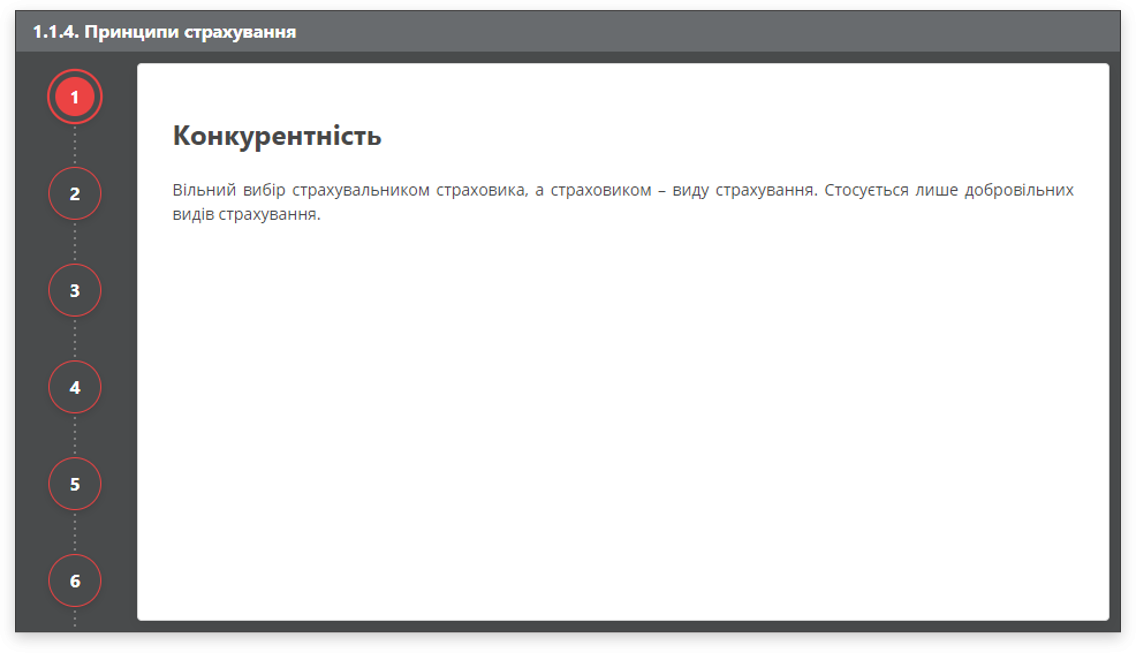 1.1.4. Принципи страхування
1
Конкурентність
Вільний вибір страхувальником страховика, а страховиком – виду страхування. Стосується лише добровільних
видів страхування.
2
3
4
5
6